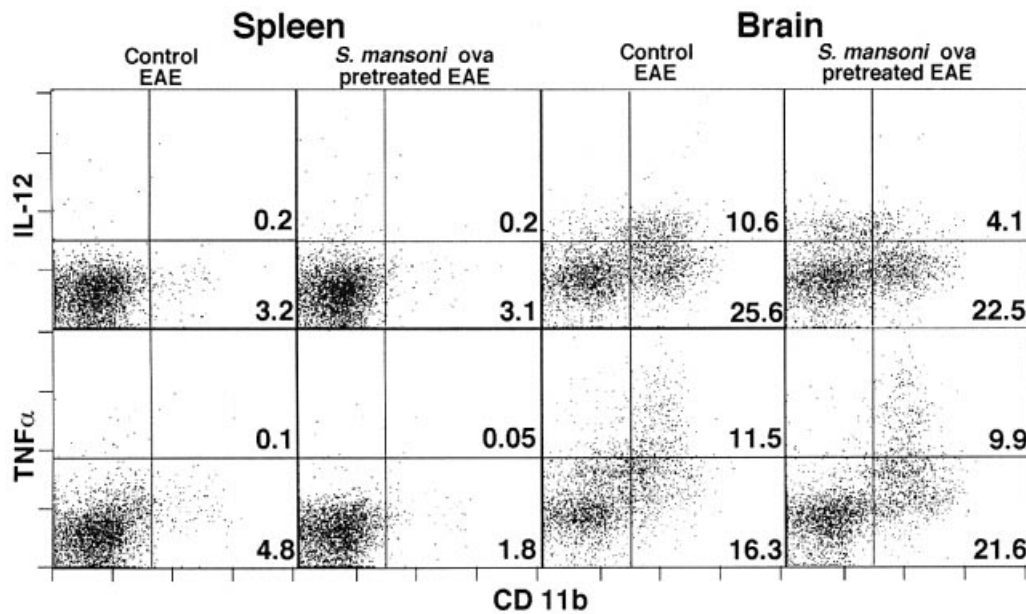 Spleen Brain
Control S. mansoni ova Control S. mansoni ova
EAE pretreated EAE EAE pretreated EAE
IL-12
0.2 0.2 10.6 4.1
3.2 3.1 25.6 22.5
TNFα
0.1 0.05 11.5 9.9
4.8 1.8 16.3 21.6
CD 11b